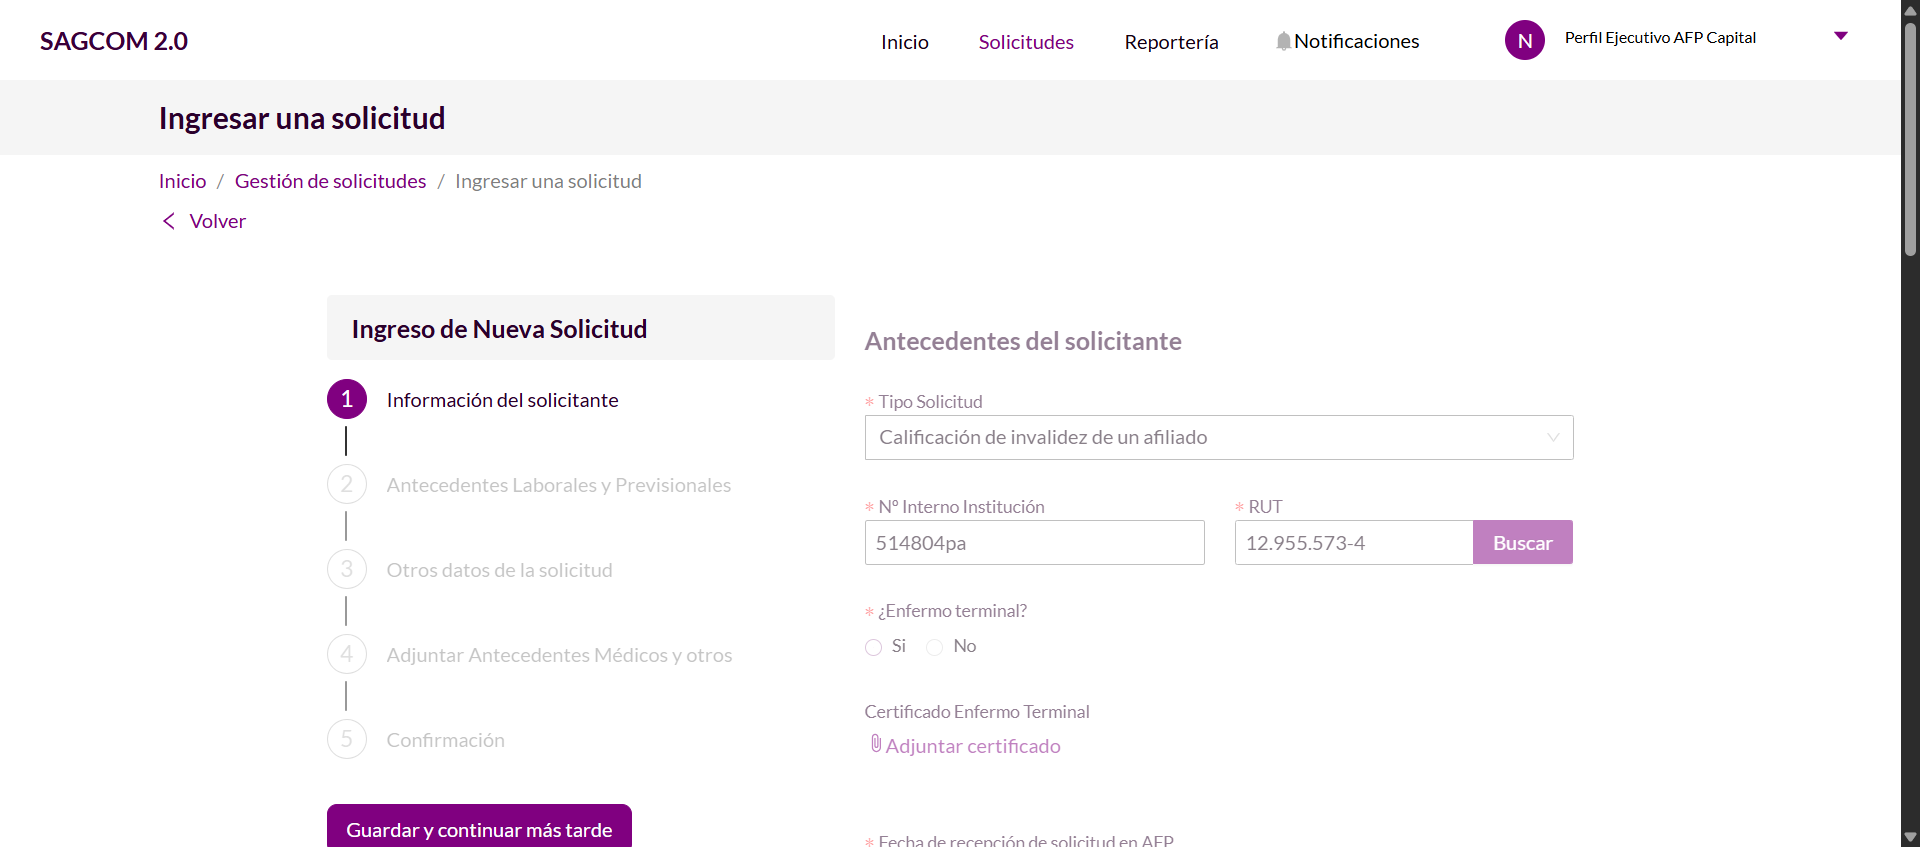 SAGCOM 2.0
Inicio
Solicitudes
Reportería
Notificaciones
N
Perfil Ejecutivo AFP Capital
Ingresar una solicitud
Inicio / Gestión de solicitudes / Ingresar una solicitud
Volver
Ingreso de Nueva Solicitud
1 Información del solicitante
2 Antecedentes Laborales y Previsionales
3 Otros datos de la solicitud
4 Adjuntar Antecedentes Médicos y otros
5 Confirmación
Guardar y continuar más tarde
Antecedentes del solicitante
* Tipo Solicitud
Calificación de invalidez de un afiliado
* Nº Interno Institución
514804pa
* RUT
12.955.573-4
Buscar
* ¿Enfermo terminal?
Si
No
Certificado Enfermo Terminal
Adjuntar certificado
* Fecha de recepción de solicitud en AFP